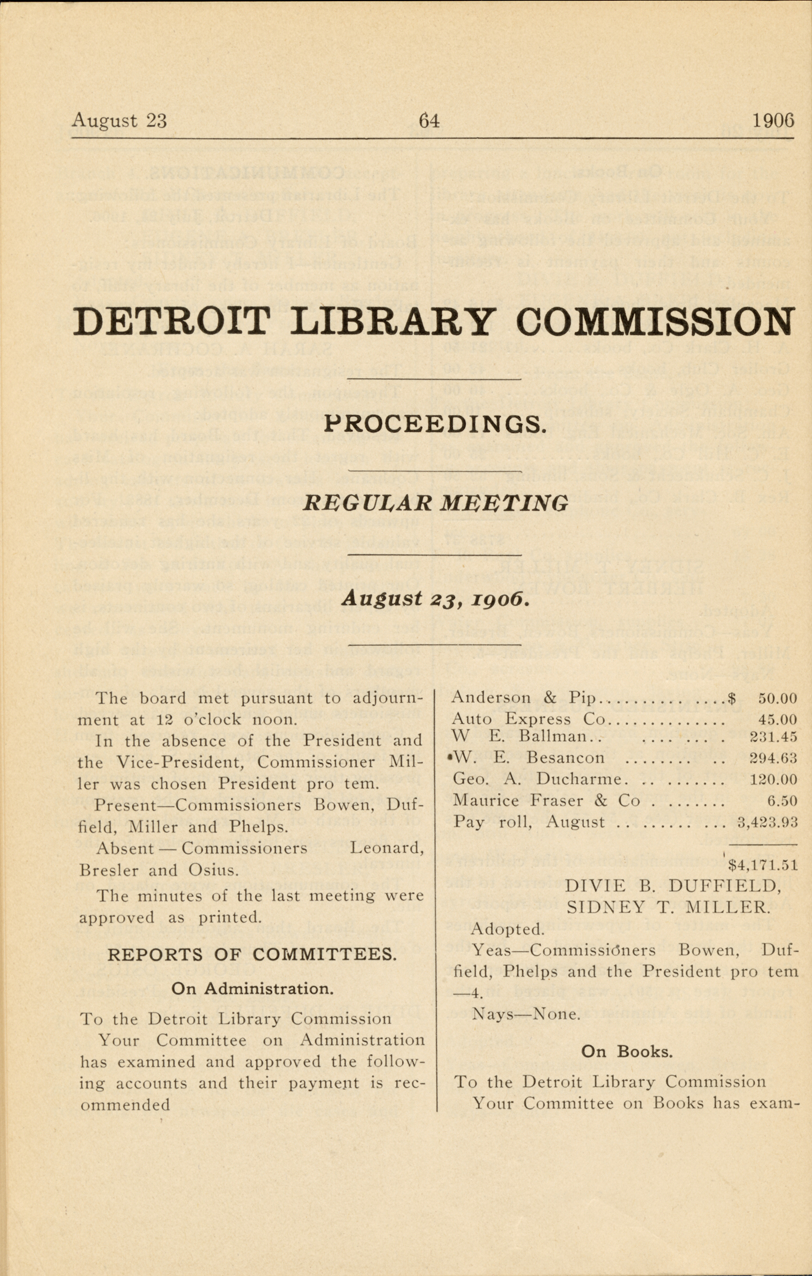 August 23 64 1906
DETROIT LIBRARY COMMISSION
PROCEEDINGS.
REGULAR MEETING
August 23, 1906.
The board met pursuant to adjourn-
ment at 12 o'clock noon.
In the absence of the President and
the Vice-President, Commissioner Mil-
ler was chosen President pro tem.
Present—Commissioners Bowen, Duf-
field, Miller and Phelps.
Absent — Commissioners Leonard,
Bresler and Osius.
The minutes of the last meeting were
approved as printed.
REPORTS OF COMMITTEES.
On Administration.
To the Detroit Library Commission
Your Committee on Administration
has examined and approved the follow-
ing accounts and their payment is rec-
ommended
Anderson & Pip.......... ....$ 50.00
Auto Express Co.............. 45.00
W E. Ballman.. .... .... . 231.45
W. E. Besancon ........ .. 294.63
Geo. A. Ducharme. .. ....... 120.00
Maurice Fraser & Co . ....... 6.50
Pay roll, August .. ........ ... 3,423.93
$4,171.51
DIVIE B. DUFFIELD,
SIDNEY T. MILLER.
Adopted.
Yeas—Commissioners Bowen, Duf-
field, Phelps and the President pro tem
—4.
Nays—None.
On Books.
To the Detroit Library Commission
Your Committee on Books has exam-